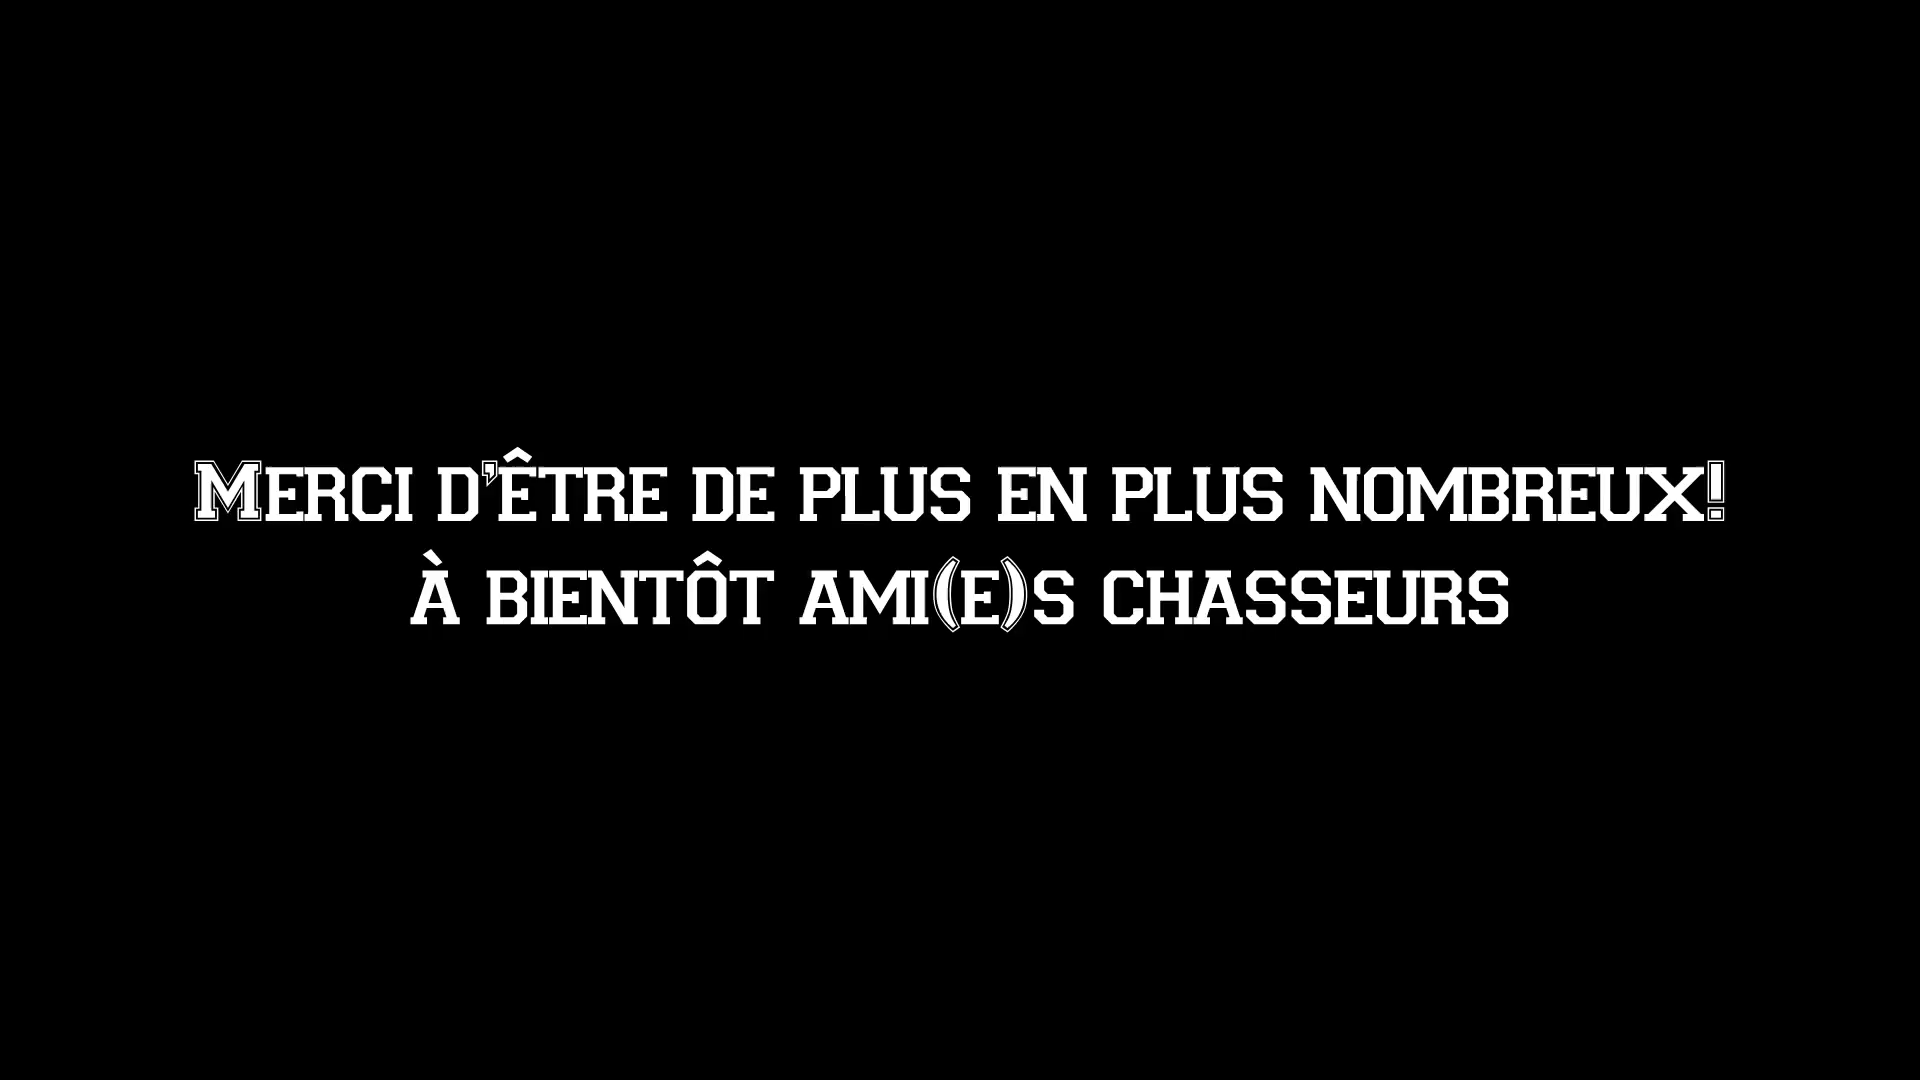 Merci d'être de plus en plus nombreux!
à bientôt ami(e)s chasseurs